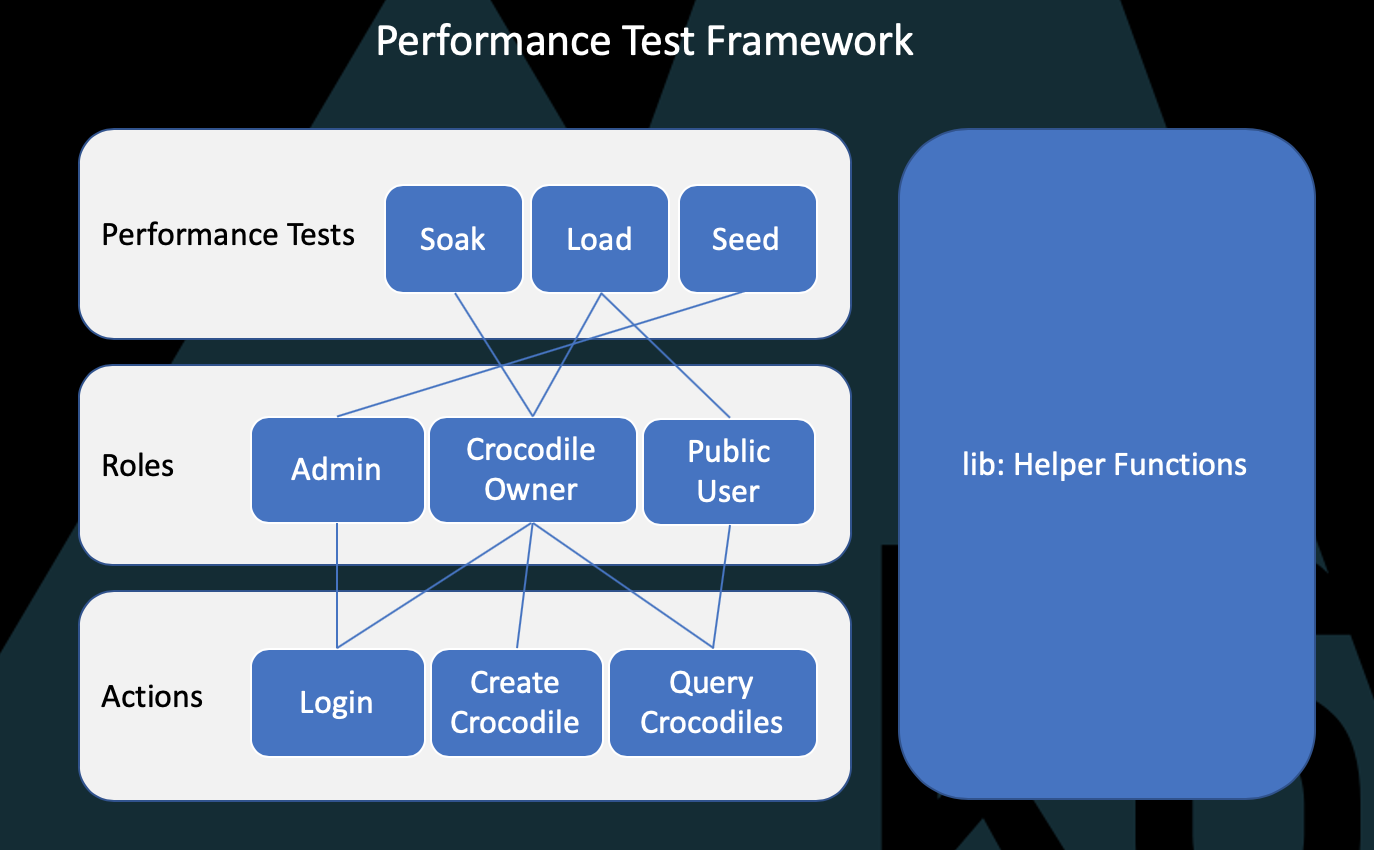 Performance Test Framework
Performance Tests
Soak
Load
Seed
Roles
Admin
Crocodile
Owner
Public
User
lib: Helper Functions
Actions
Login
Create
Crocodile
Query
Crocodiles